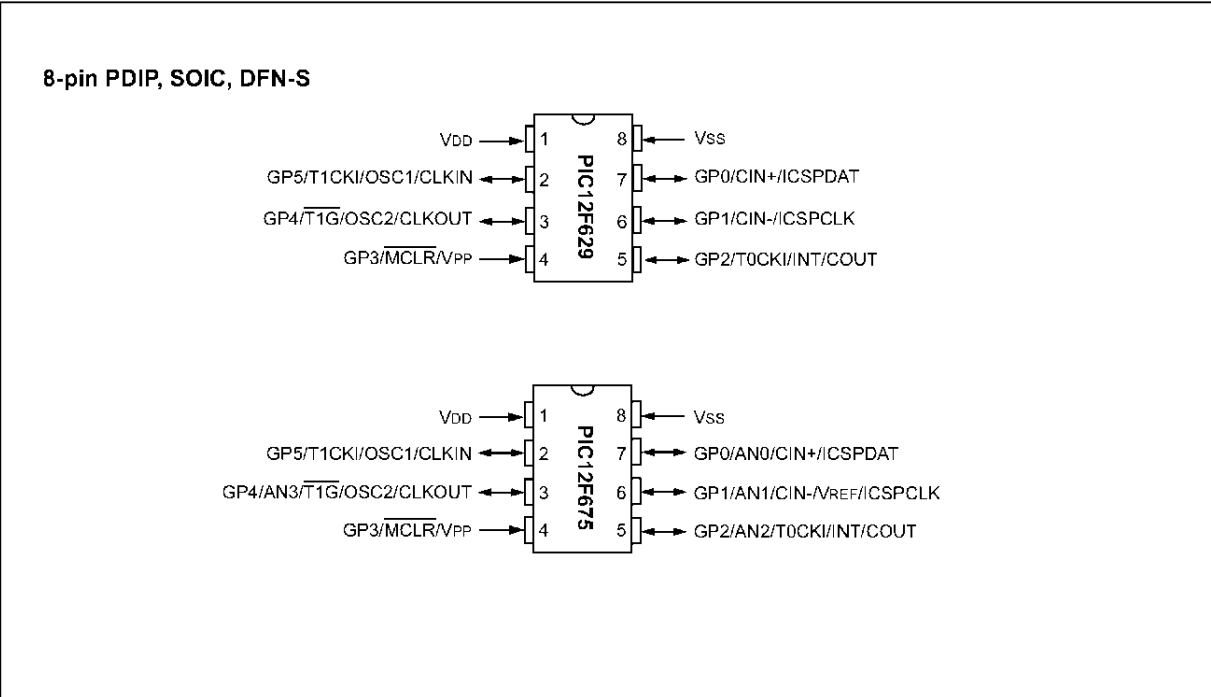 8-pin PDIP, SOIC, DFN-S
VDD 1 8 VSS
GP5/T1CKI/OSC1/CLKIN 2 7 GP0/CIN+/ICSPDAT
GP4/T1G/OSC2/CLKOUT 3 6 GP1/CIN-/ICSPCLK
GP3/MCLR/VPP 4 5 GP2/T0CKI/INT/COUT
PIC12F629
VDD 1 8 VSS
GP5/T1CKI/OSC1/CLKIN 2 7 GP0/AN0/CIN+/ICSPDAT
GP4/AN3/T1G/OSC2/CLKOUT 3 6 GP1/AN1/CIN-/VREF/ICSPCLK
GP3/MCLR/VPP 4 5 GP2/AN2/T0CKI/INT/COUT
PIC12F675